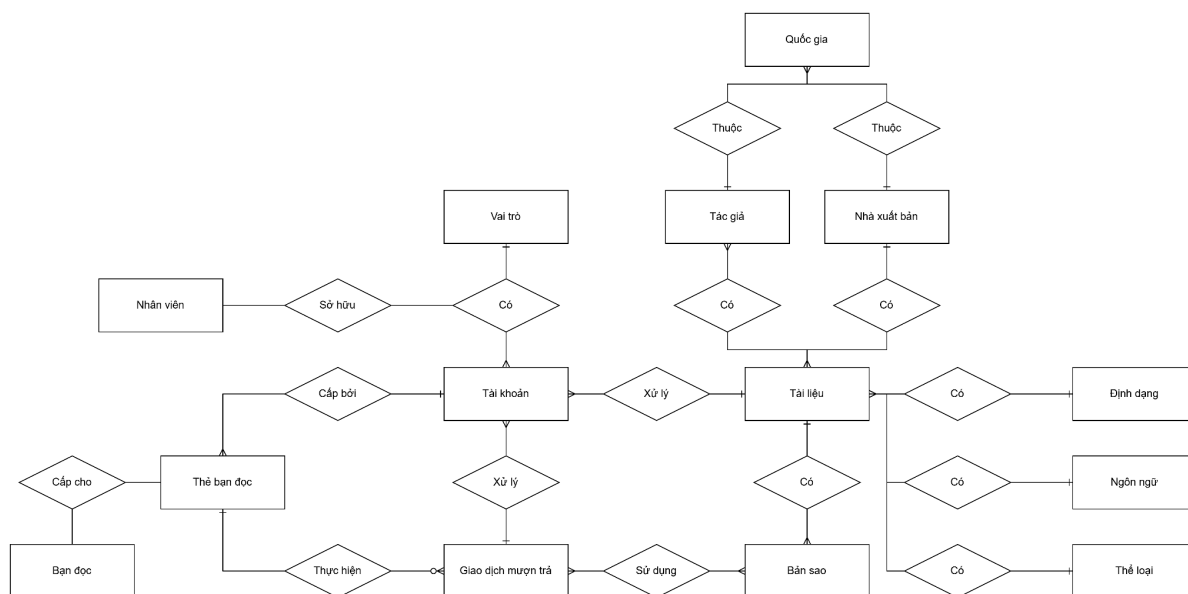 Quốc gia
Thuộc
Thuộc
Vai trò
Tác giả
Nhà xuất bản
Nhân viên
Sở hữu
Có
Có
Có
Cấp bởi
Tài khoản
Xử lý
Tài liệu
Có
Định dạng
Cấp cho
Thẻ bạn đọc
Xử lý
Có
Có
Ngôn ngữ
Bạn đọc
Thực hiện
Giao dịch mượn trả
Sử dụng
Bản sao
Có
Thể loại